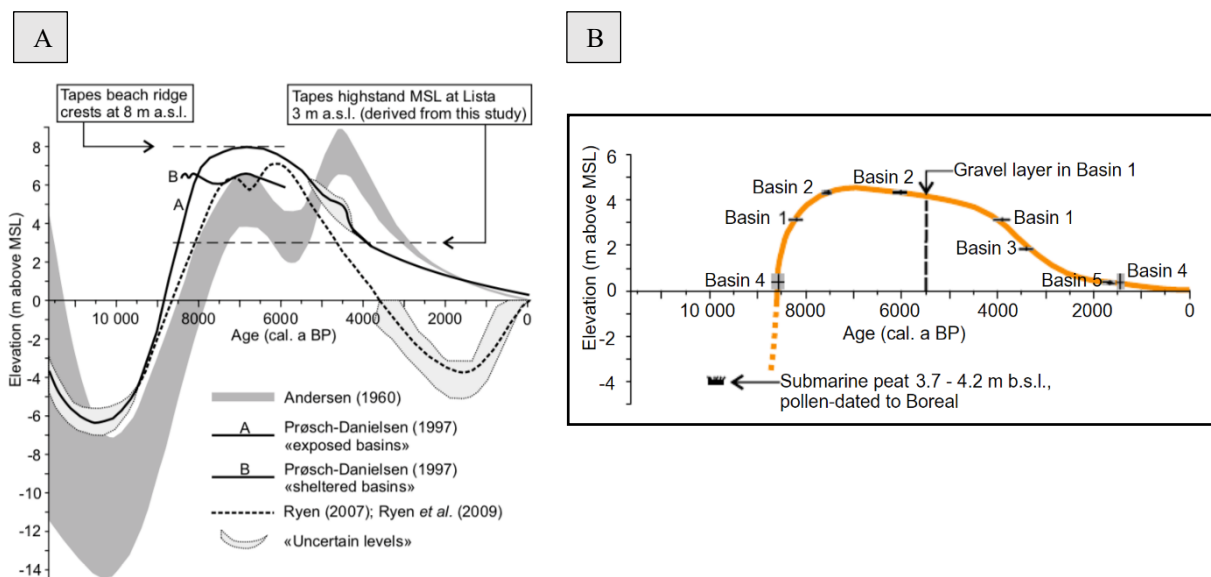 A
Tapes beach ridge
crests at 8 m a.s.l.
Tapes highstand MSL at Lista
3 m a.s.l. (derived from this study)
Elevation (m above MSL)
8
6
4
2
0
-2
-4
-6
-8
-10
-12
-14
B
A
10 000
8000
6000
4000
2000
0
Age (cal. a BP)
Andersen (1960)
A
Prøsch-Danielsen (1997)
«exposed basins»
B
Prøsch-Danielsen (1997)
«sheltered basins»
Ryen (2007); Ryen et al. (2009)
«Uncertain levels»
B
Elevation (m above MSL)
6
4
2
0
-2
-4
Basin 2
Basin 2
Gravel layer in Basin 1
Basin 1
Basin 1
Basin 3
Basin 4
Basin 5
Basin 4
10 000
8000
6000
4000
2000
0
Age (cal. a BP)
Submarine peat 3.7 - 4.2 m b.s.l.,
pollen-dated to Boreal